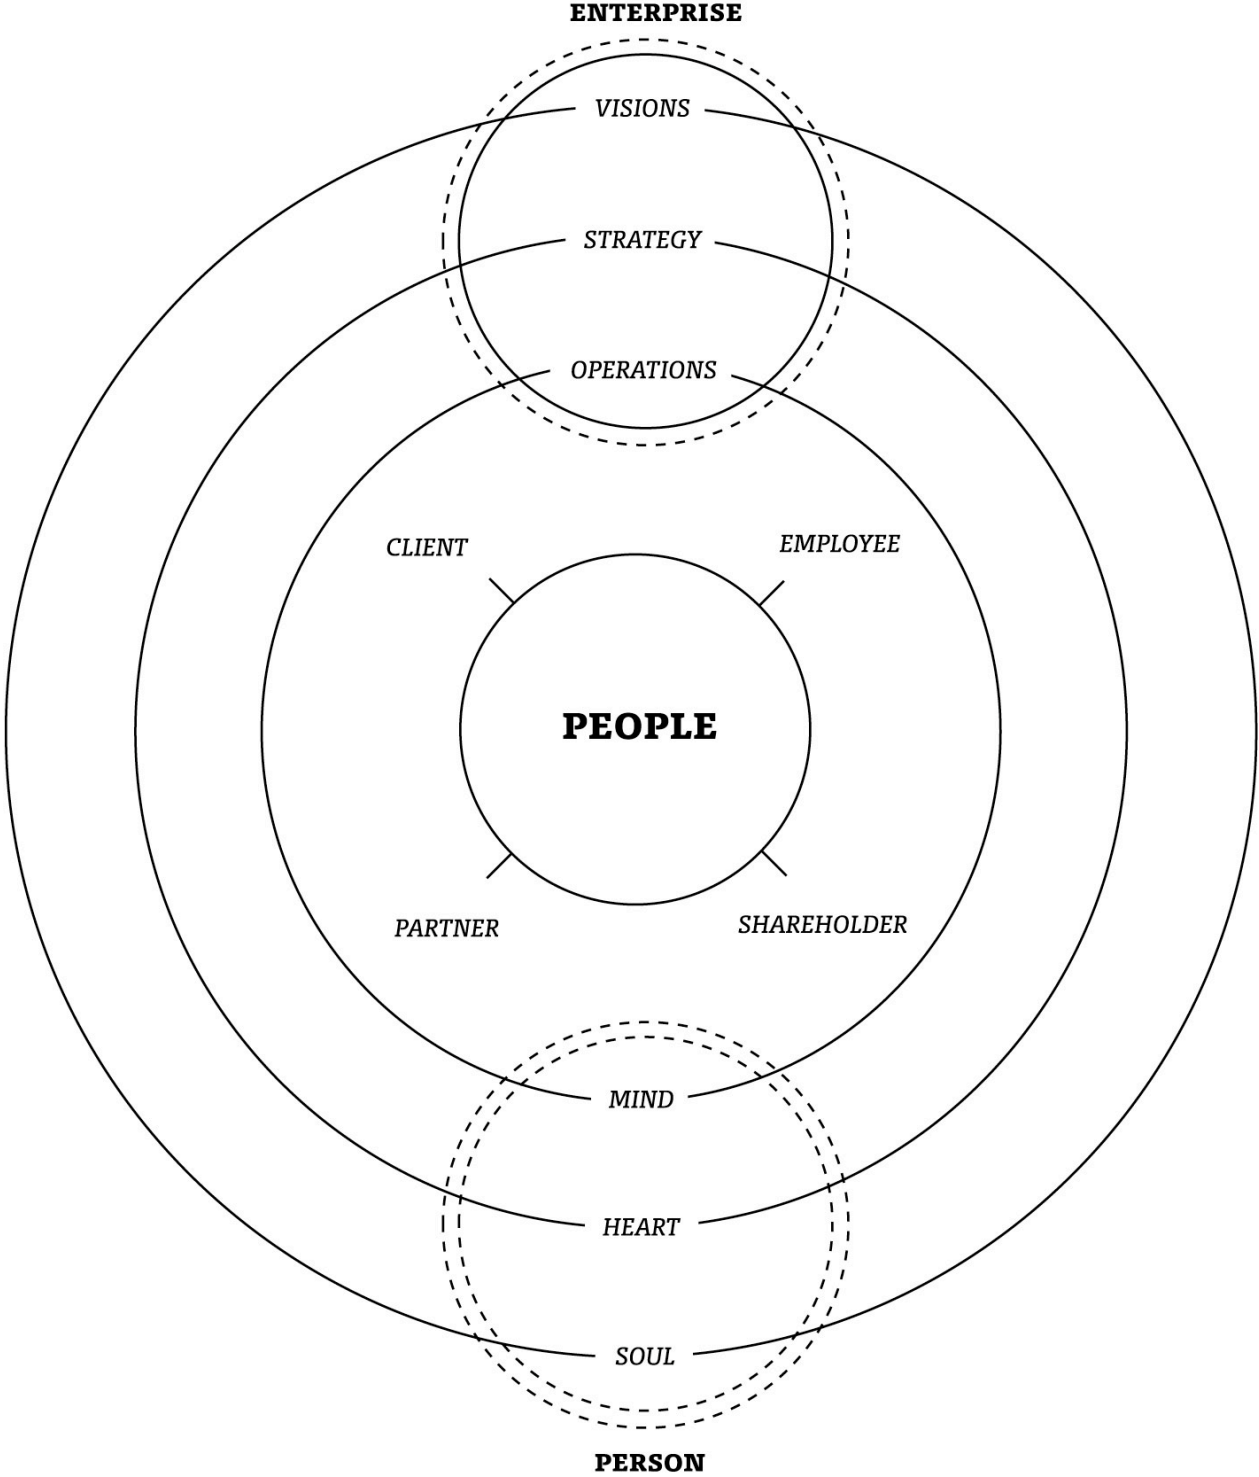 ENTERPRISE
VISIONS
STRATEGY
OPERATIONS
CLIENT
EMPLOYEE
PEOPLE
PARTNER
SHAREHOLDER
MIND
HEART
SOUL
PERSON